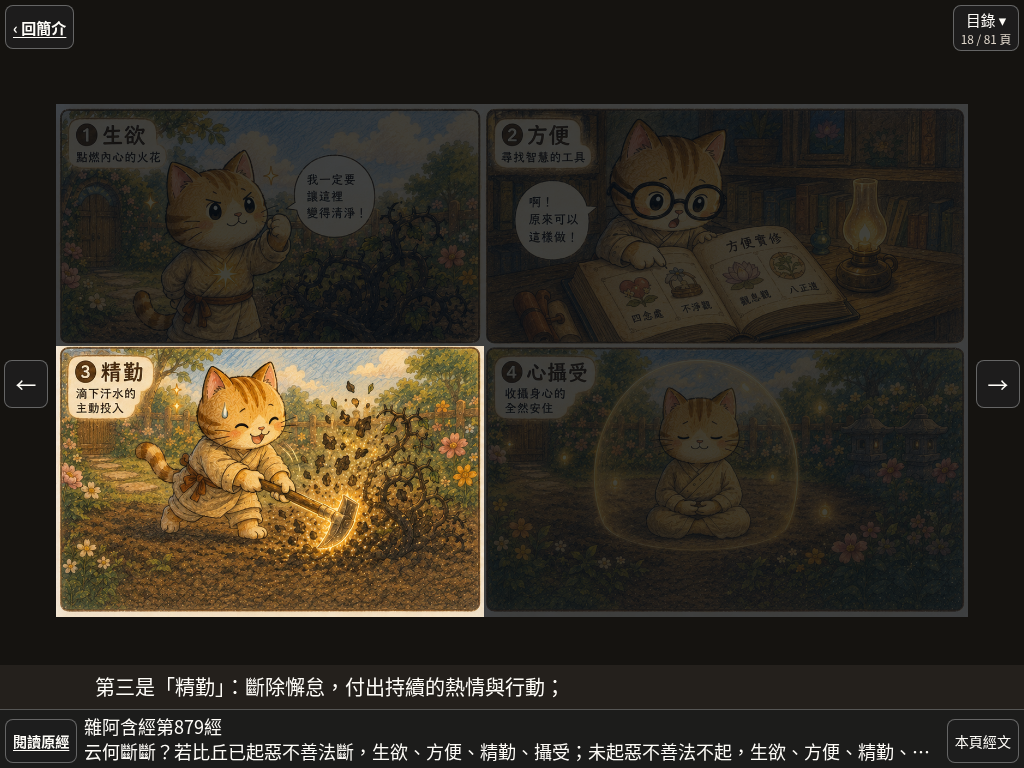 ‹ 回簡介
目錄 ▾
18 / 81 頁
1 生欲
點燃內心的火花
我一定要
讓這裡
變得清淨！
2 方便
尋找智慧的工具
啊！
原來可以
這樣做！
方便實修
四念處
不淨觀
觀息觀
八正道
3 精勤
滴下汗水的
主動投入
4 心攝受
收攝身心的
全然安住
←
→
第三是「精勤」：斷除懈怠，付出持續的熱情與行動；
閱讀原經
雜阿含經第879經
云何斷斷？若比丘已起惡不善法斷，生欲、方便、精勤、攝受；未起惡不善法不起，生欲、方便、精勤、…
本頁經文